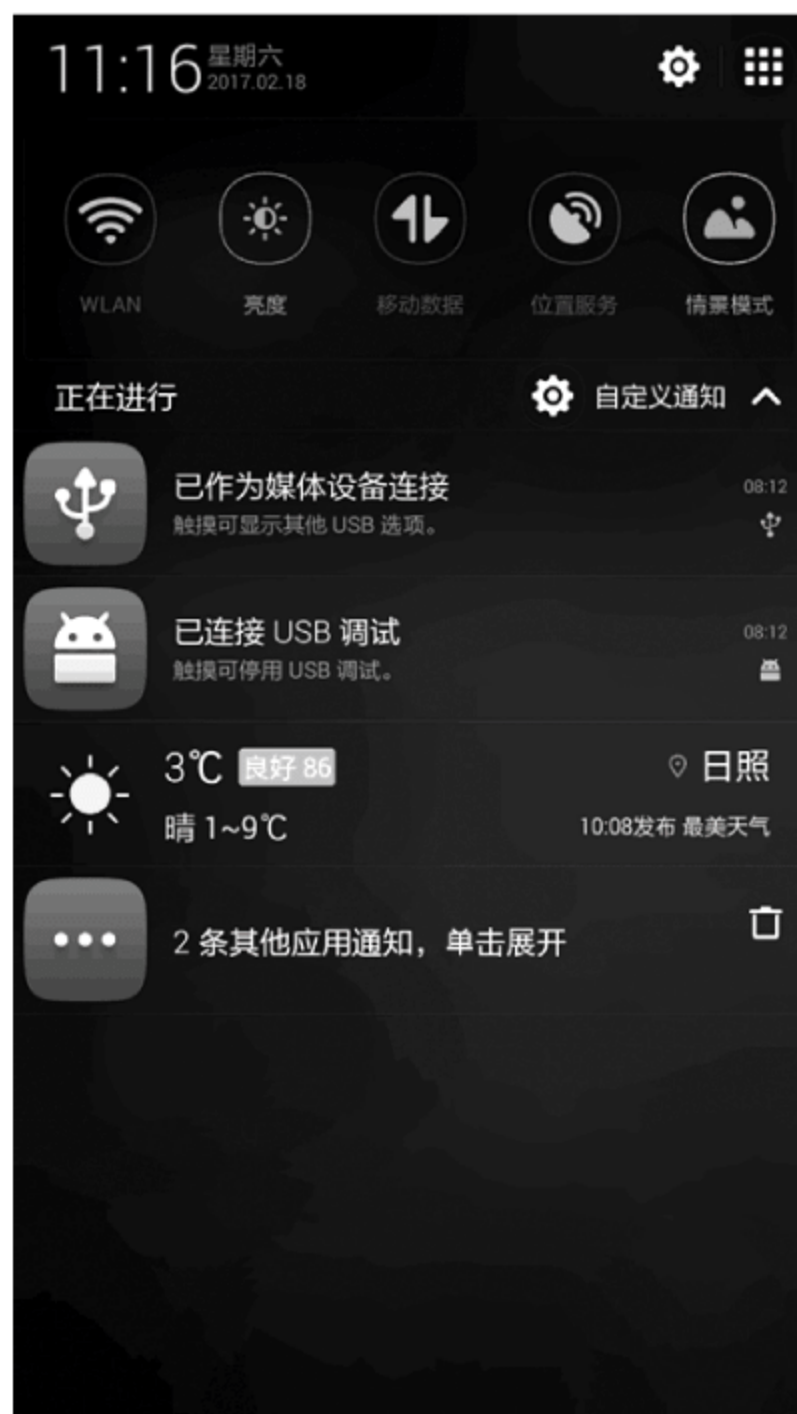 11:16 星期六
2017.02.18
WLAN 亮度 移动数据 位置服务 情景模式
正在进行 自定义通知
已作为媒体设备连接 08:12
触摸可显示其他 USB 选项。
已连接 USB 调试 08:12
触摸可停用 USB 调试。
3℃ 良好 86 日照
晴 1~9℃ 10:08发布 最美天气
2 条其他应用通知，单击展开